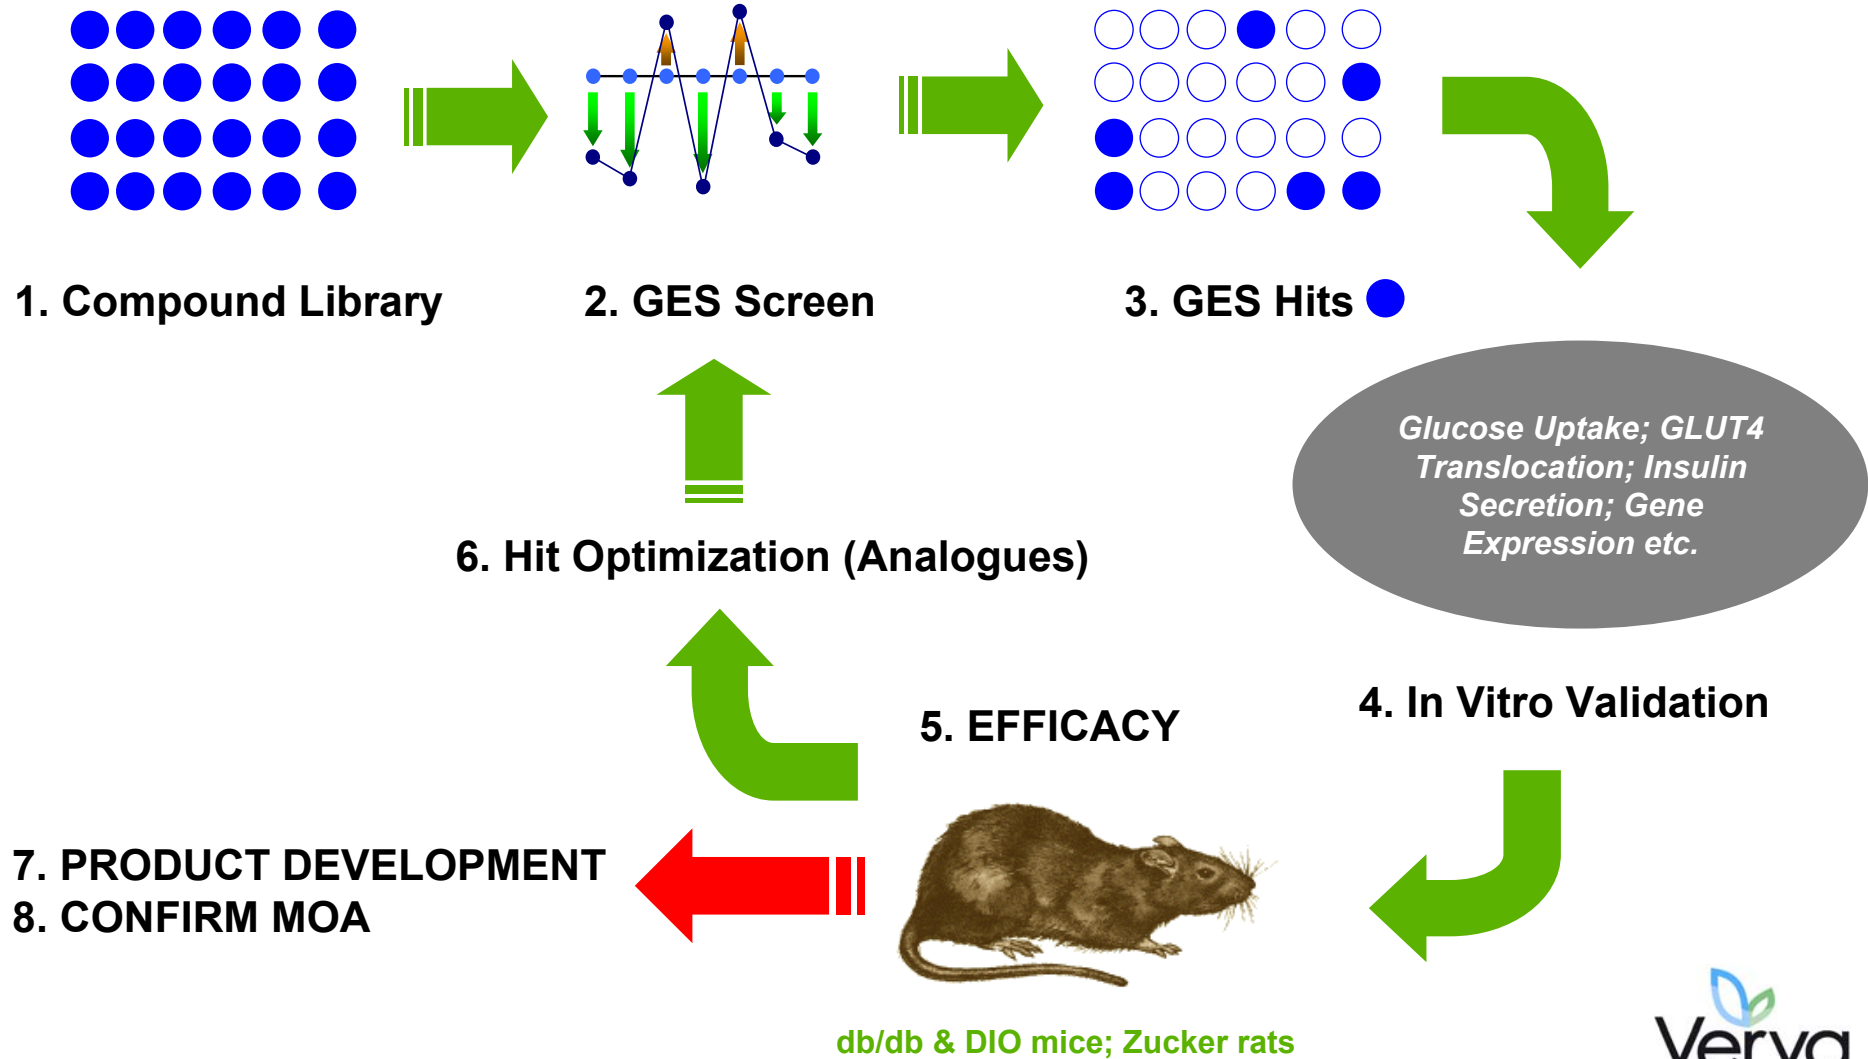 1. Compound Library
2. GES Screen
3. GES Hits
Glucose Uptake; GLUT4
Translocation; Insulin
Secretion; Gene
Expression etc.
4. In Vitro Validation
5. EFFICACY
db/db & DIO mice; Zucker rats
6. Hit Optimization (Analogues)
7. PRODUCT DEVELOPMENT
8. CONFIRM MOA
Verva